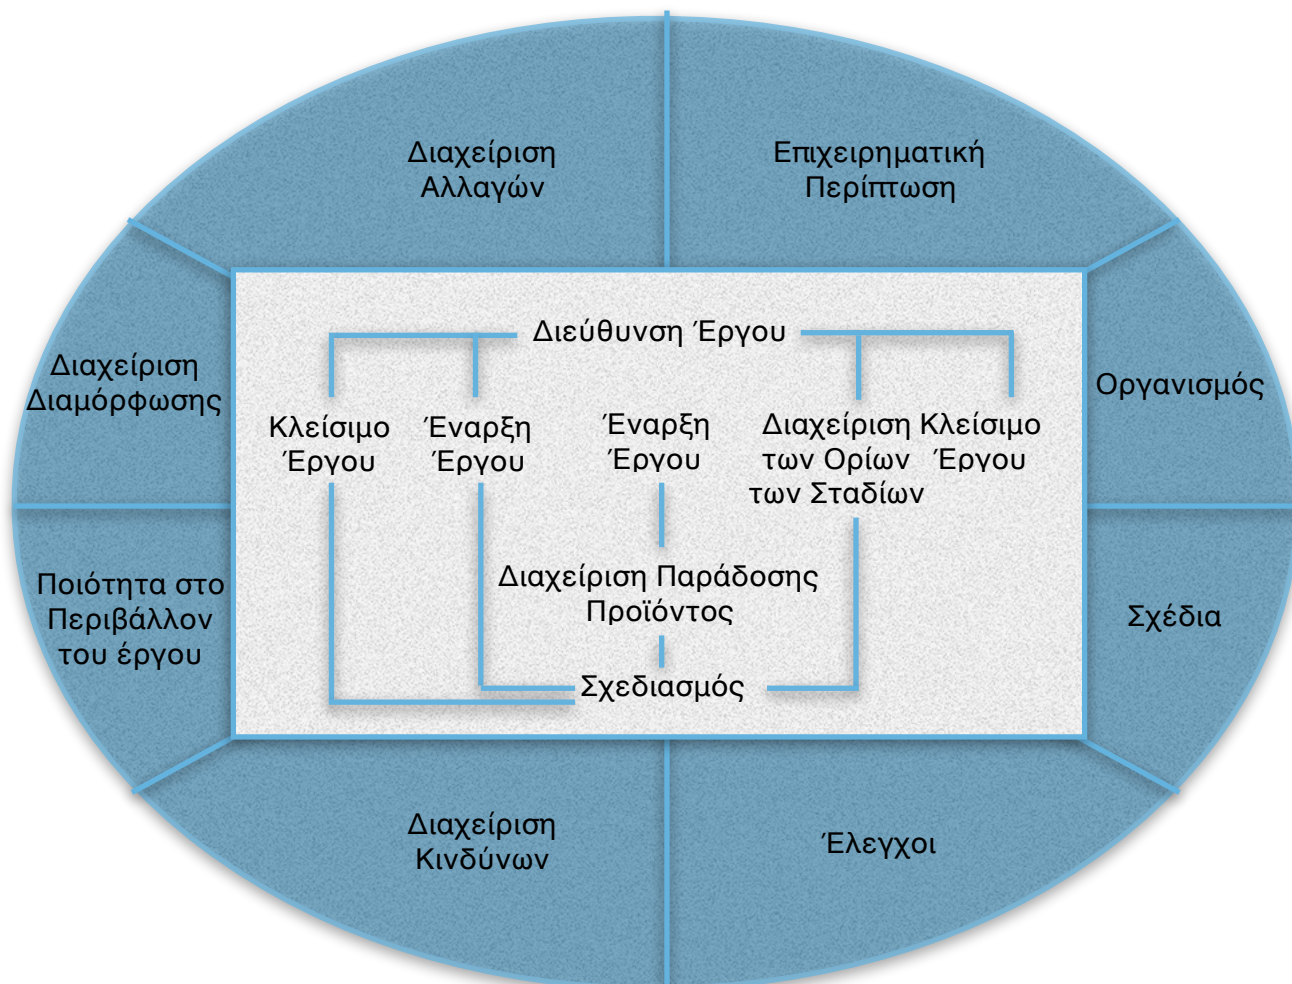 Διαχείριση
Αλλαγών
Επιχειρηματική
Περίπτωση
Διαχείριση
Διαμόρφωσης
Οργανισμός
Διεύθυνση Έργου
Κλείσιμο
Έργου
Έναρξη
Έργου
Έναρξη
Έργου
Διαχείριση
των Ορίων
των Σταδίων
Κλείσιμο
Έργου
Ποιότητα στο
Περιβάλλον
του έργου
Διαχείριση Παράδοσης
Προϊόντος
Σχέδια
Σχεδιασμός
Διαχείριση
Κινδύνων
Έλεγχοι